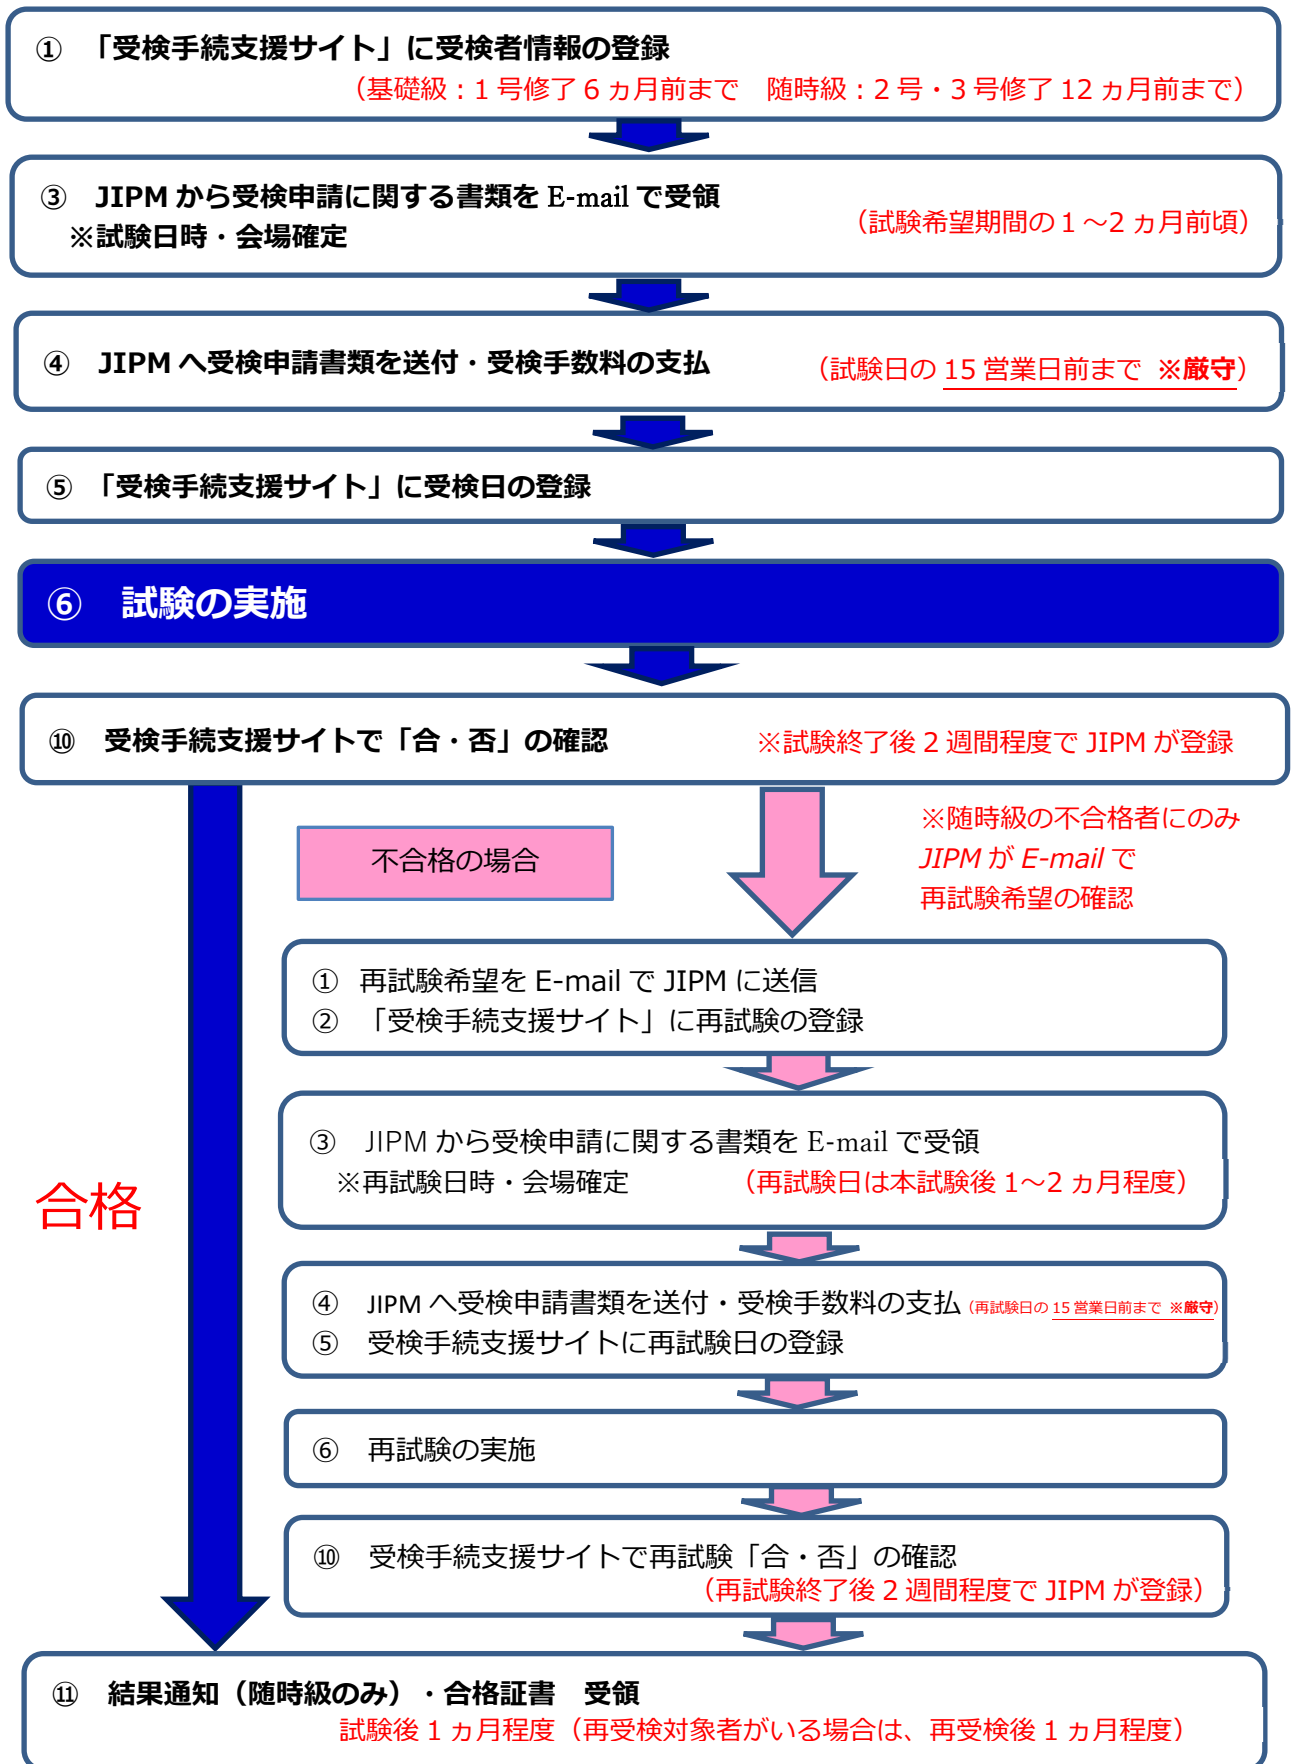 ① 「受検手続支援サイト」に受検者情報の登録
（基礎級：1号修了6ヵ月前まで　随時級：2号・3号修了12ヵ月前まで）
③　JIPMから受検申請に関する書類をE-mailで受領
※試験日時・会場確定
（試験希望期間の1～2ヵ月前頃）
④　JIPMへ受検申請書類を送付・受検手数料の支払
（試験日の15営業日前まで ※厳守）
⑤ 「受検手続支援サイト」に受検日の登録
⑥　試験の実施
⑩　受検手続支援サイトで「合・否」の確認
※試験終了後2週間程度でJIPMが登録
不合格の場合
※随時級の不合格者にのみ
JIPMがE-mailで
再試験希望の確認
① 再試験希望をE-mailでJIPMに送信
② 「受検手続支援サイト」に再試験の登録
③　JIPMから受検申請に関する書類をE-mailで受領
※再試験日時・会場確定
（再試験日は本試験後1～2ヵ月程度）
合格
④　JIPMへ受検申請書類を送付・受検手数料の支払（再試験日の15営業日前まで ※厳守）
⑤　受検手続支援サイトに再試験日の登録
⑥　再試験の実施
⑩　受検手続支援サイトで再試験「合・否」の確認
（再試験終了後2週間程度でJIPMが登録）
⑪　結果通知（随時級のみ）・合格証書　受領
試験後1ヵ月程度（再受検対象者がいる場合は、再受検後1ヵ月程度）